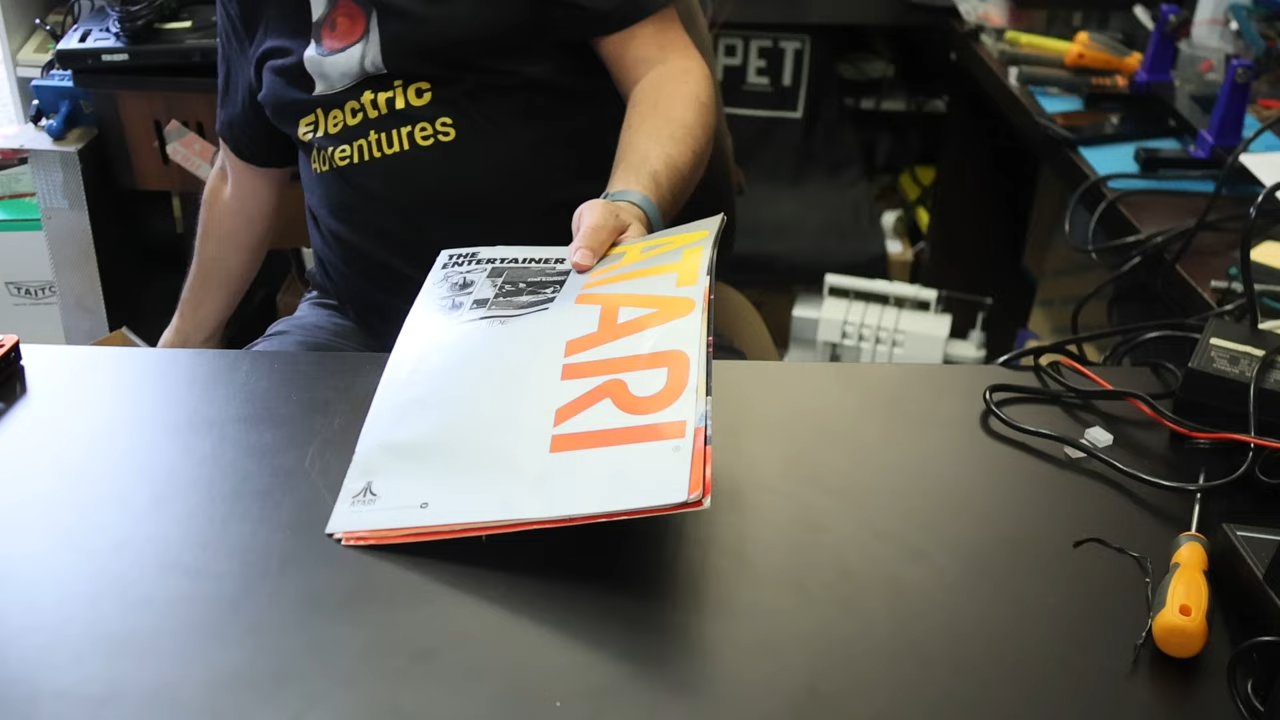 Electric
Adventures
PET
THE
ENTERTAINER
ATARI
ATARI
TAITO